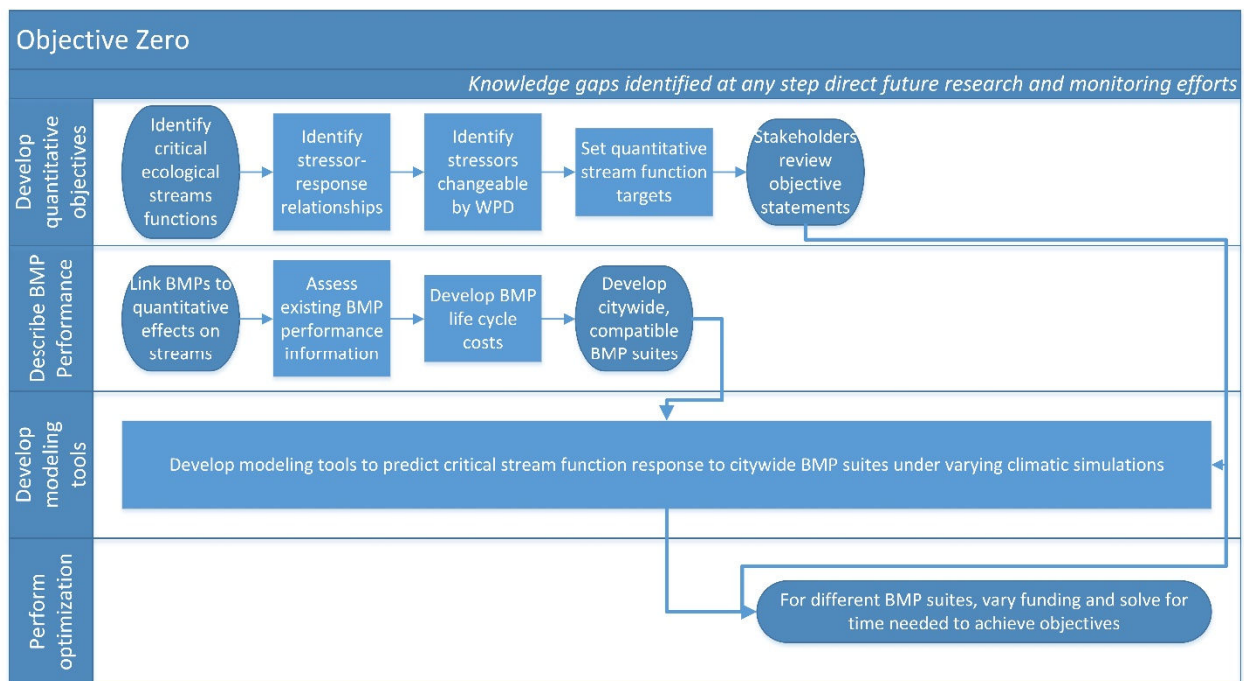 Objective Zero
Knowledge gaps identified at any step direct future research and monitoring efforts
Develop
quantitative
objectives
Identify
critical
ecological
streams
functions
Identify
stressor-
response
relationships
Identify
stressors
changeable
by WPD
Set quantitative
stream function
targets
Stakeholders
review
objective
statements
Describe BMP
Performance
Link BMPs to
quantitative
effects on
streams
Assess
existing BMP
performance
information
Develop BMP
life cycle
costs
Develop
citywide,
compatible
BMP suites
Develop
modeling
tools
Develop modeling tools to predict critical stream function response to citywide BMP suites under varying climatic simulations
Perform
optimization
For different BMP suites, vary funding and solve for
time needed to achieve objectives